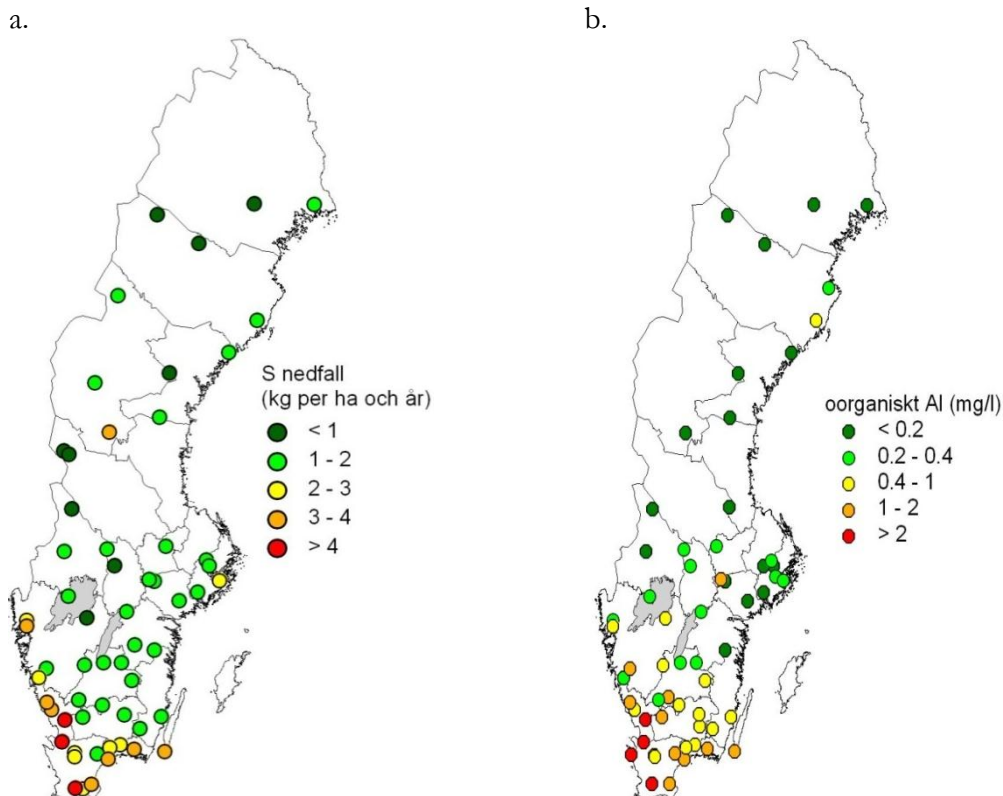 a.
b.
S nedfall
(kg per ha och år)
< 1
1 - 2
2 - 3
3 - 4
> 4
oorganiskt Al (mg/l)
< 0.2
0.2 - 0.4
0.4 - 1
1 - 2
> 2